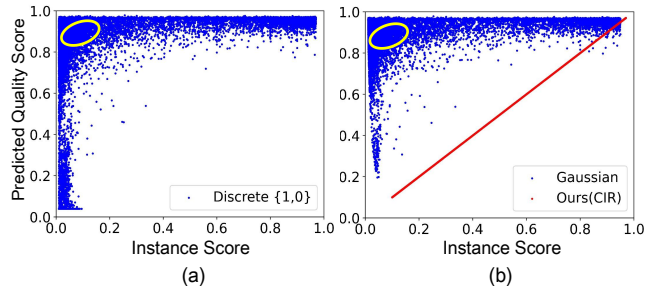 Predicted Quality Score
1.0
0.8
0.6
0.4
0.2
0.0
Discrete {1,0}
0.0 0.2 0.4 0.6 0.8 1.0
Instance Score
(a)
1.0
0.8
0.6
0.4
0.2
0.0
Gaussian
Ours(CIR)
0.0 0.2 0.4 0.6 0.8 1.0
Instance Score
(b)